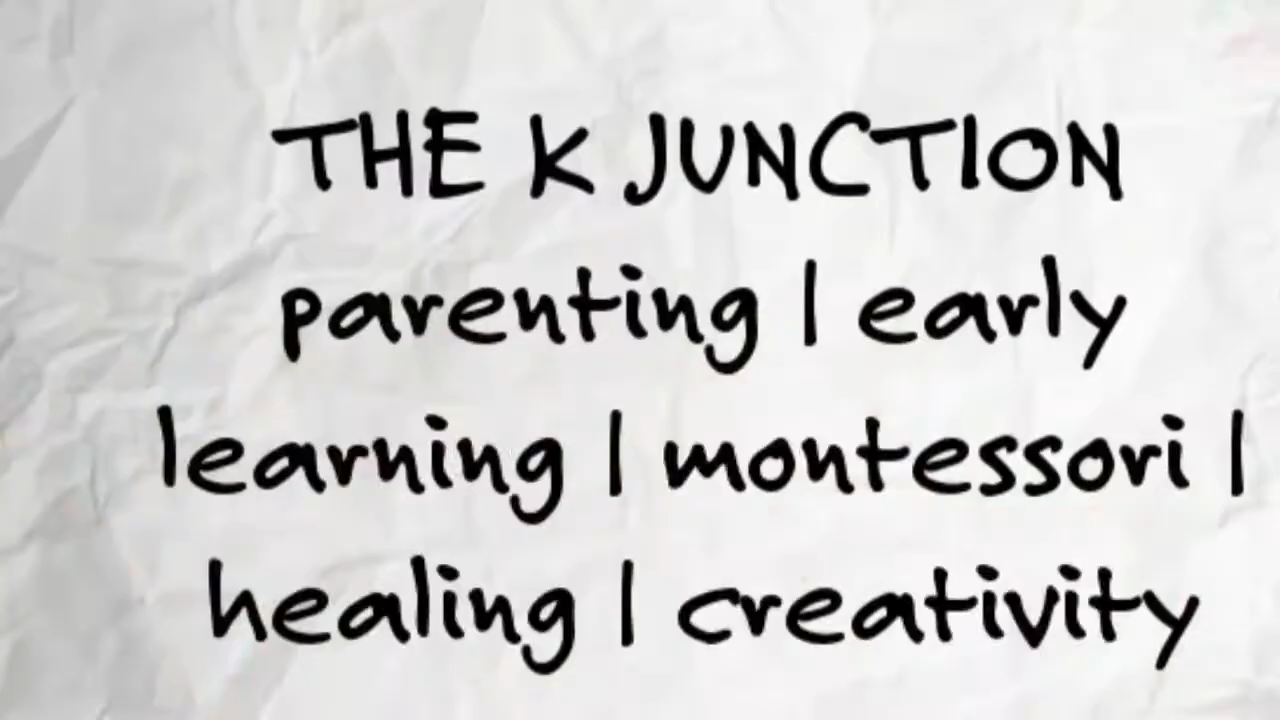 THE K JUNCTION
parenting | early
learning | montessori |
healing | creativity